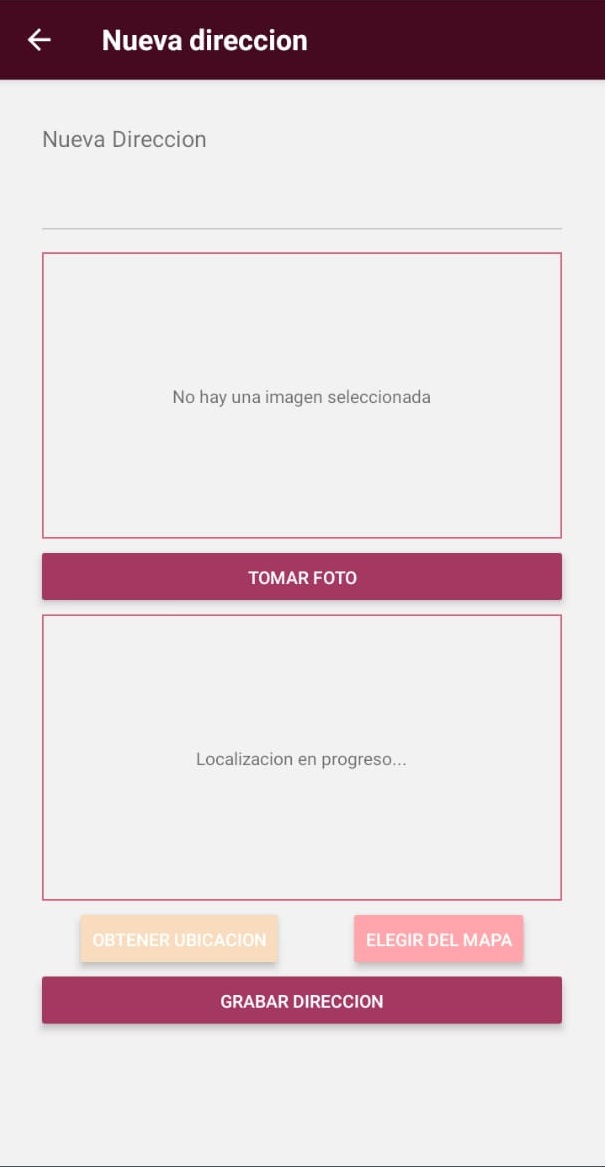 Nueva direccion
Nueva Direccion
No hay una imagen seleccionada
TOMAR FOTO
Localizacion en progreso...
OBTENER UBICACION
ELEGIR DEL MAPA
GRABAR DIRECCION